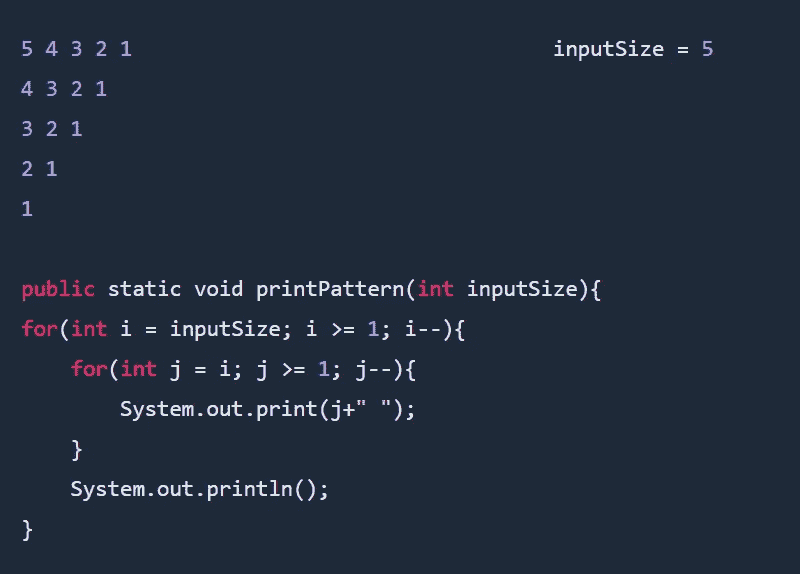 5 4 3 2 1                                  inputSize = 5
4 3 2 1
3 2 1
2 1
1

public static void printPattern(int inputSize){
for(int i = inputSize; i >= 1; i--){
    for(int j = i; j >= 1; j--){
        System.out.print(j+" ");
    }
    System.out.println();
}